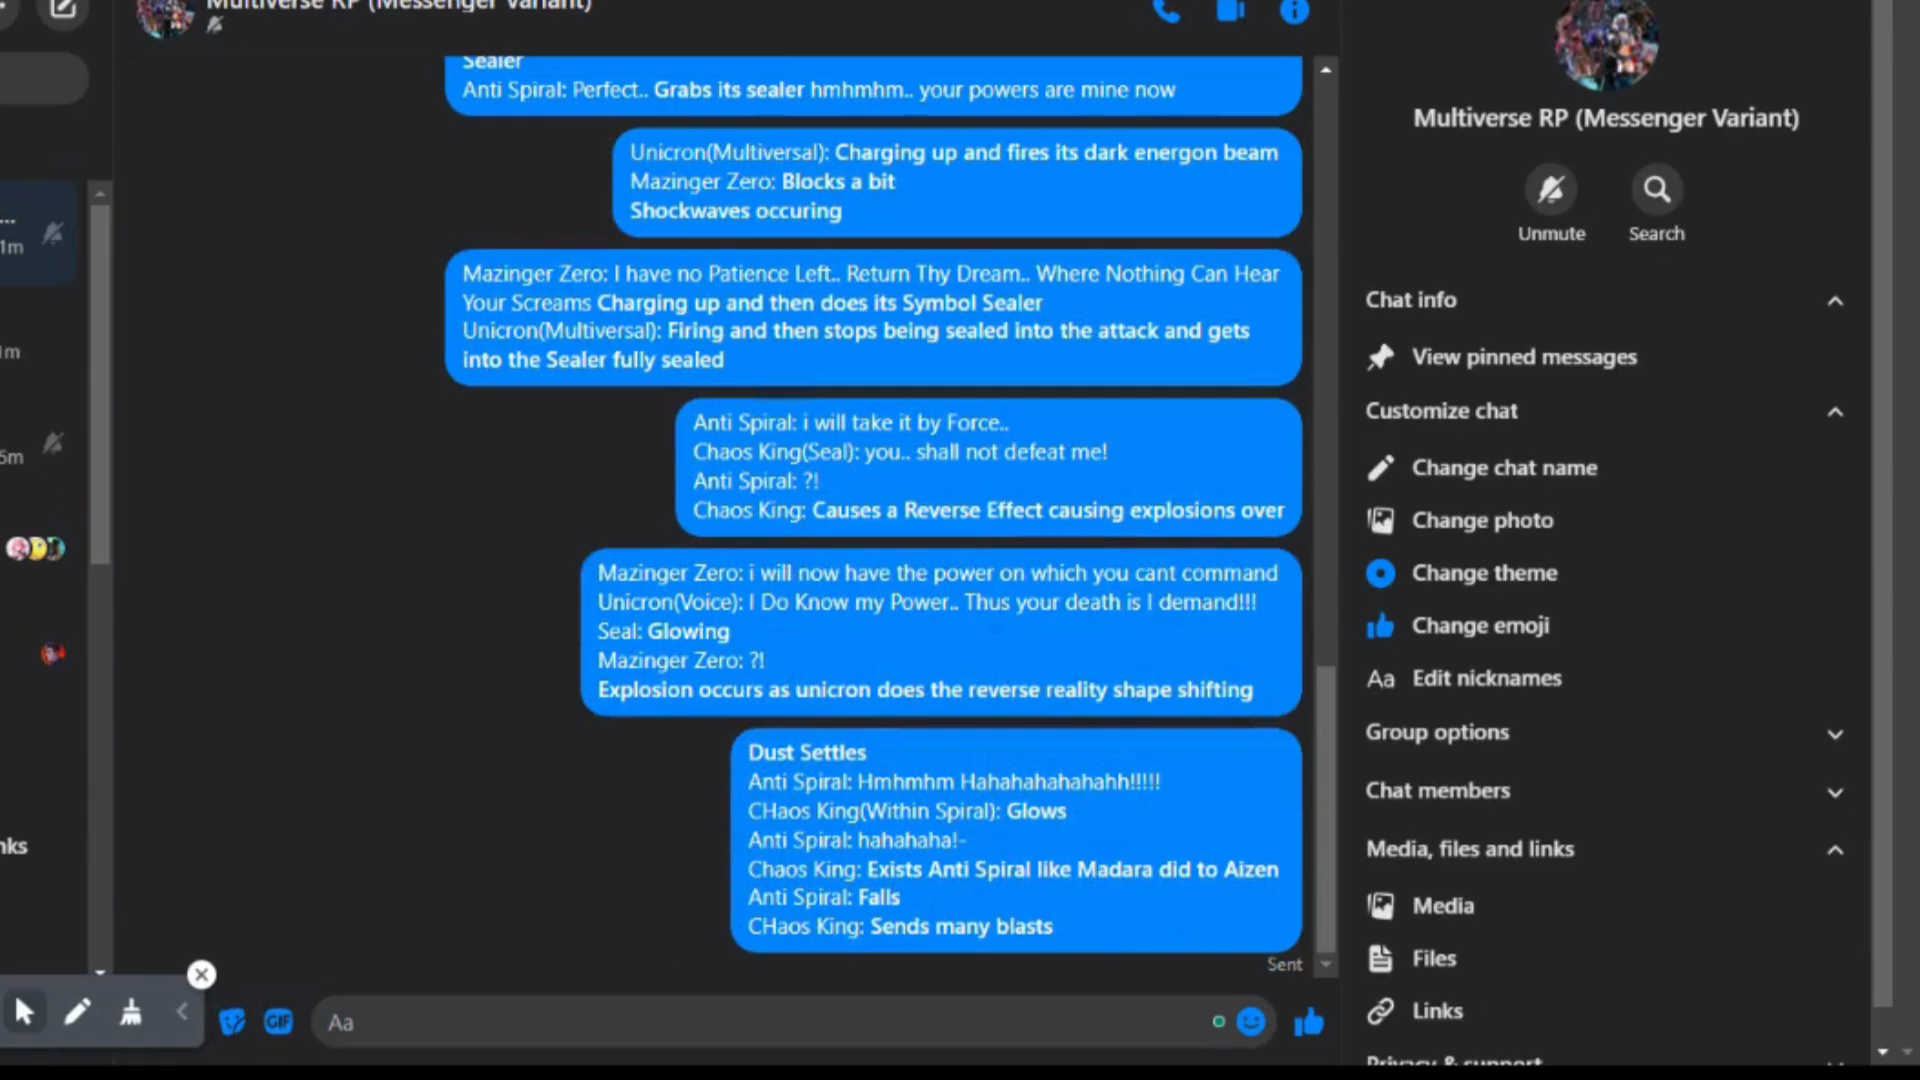 Multiverse RP (Messenger Variant)
Sealer
Anti Spiral: Perfect.. Grabs its sealer hmhmhm.. your powers are mine now
Unicron(Multiversal): Charging up and fires its dark energon beam
Mazinger Zero: Blocks a bit
Shockwaves occuring
Mazinger Zero: I have no Patience Left.. Return Thy Dream.. Where Nothing Can Hear
Your Screams Charging up and then does its Symbol Sealer
Unicron(Multiversal): Firing and then stops being sealed into the attack and gets
into the Sealer fully sealed
Anti Spiral: i will take it by Force..
Chaos King(Seal): you.. shall not defeat me!
Anti Spiral: ?!
Chaos King: Causes a Reverse Effect causing explosions over
Mazinger Zero: i will now have the power on which you cant command
Unicron(Voice): I Do Know my Power.. Thus your death is I demand!!!
Seal: Glowing
Mazinger Zero: ?!
Explosion occurs as unicron does the reverse reality shape shifting
Dust Settles
Anti Spiral: Hmhmhm Hahahahahahahh!!!!!
CHaos King(Within Spiral): Glows
Anti Spiral: hahahaha!-
Chaos King: Exists Anti Spiral like Madara did to Aizen
Anti Spiral: Falls
CHaos King: Sends many blasts
Sent
GIF
Aa
...
1m
1m
5m
nks
Multiverse RP (Messenger Variant)
Unmute
Search
Chat info
View pinned messages
Customize chat
Change chat name
Change photo
Change theme
Change emoji
Aa Edit nicknames
Group options
Chat members
Media, files and links
Media
Files
Links
Privacy & support